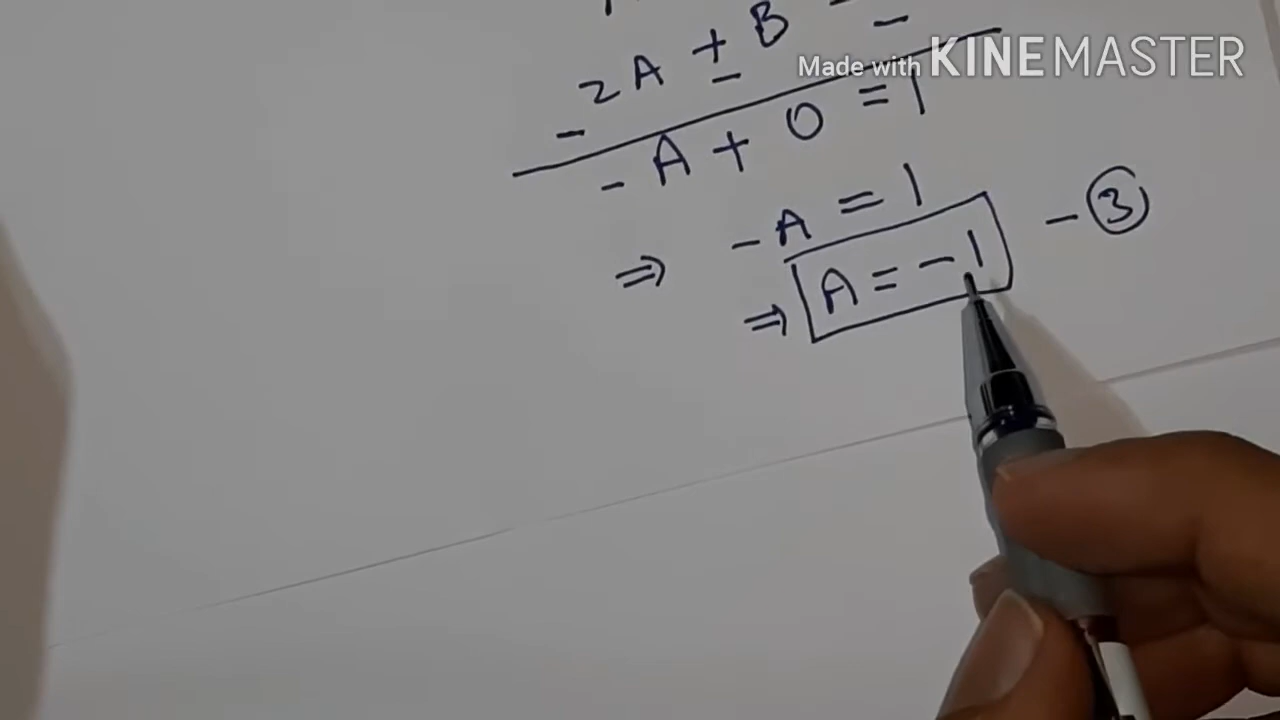 2A + B
Made with KINEMASTER
- - -
-A + 0 = 1
⇒ -A = 1
⇒ A = -1 - ③